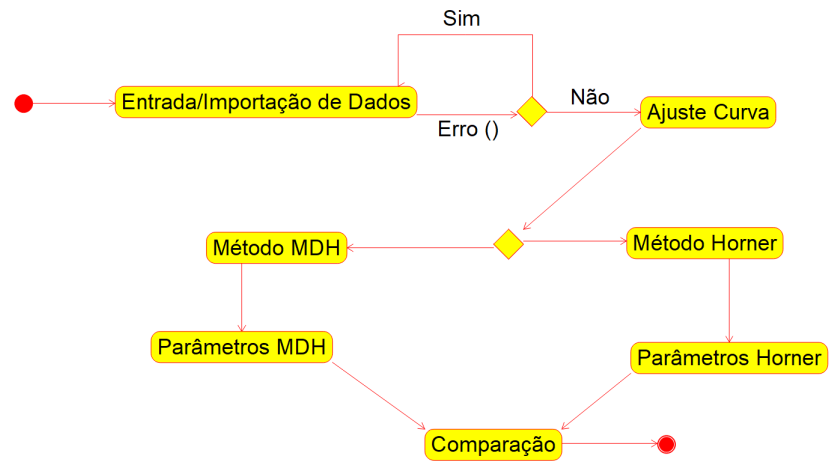 Sim
Entrada/Importação de Dados
Erro ()
Não
Ajuste Curva
Método MDH
Método Horner
Parâmetros MDH
Parâmetros Horner
Comparação